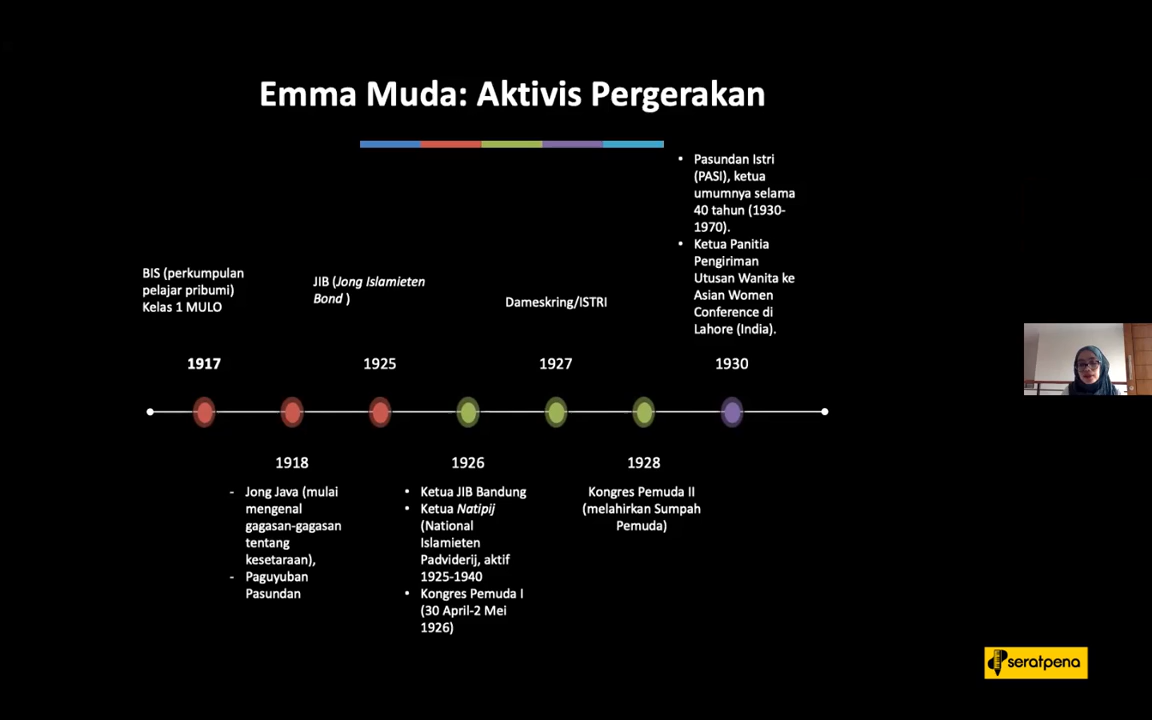 Emma Muda: Aktivis Pergerakan
BIS (perkumpulan
pelajar pribumi)
Kelas 1 MULO
1917
1918
- Jong Java (mulai
mengenal
gagasan-gagasan
tentang
kesetaraan),
- Paguyuban
Pasundan
JIB (Jong Islamieten
Bond )
1925
1926
• Ketua JIB Bandung
• Ketua Natipij
(National
Islamieten
Padviderij, aktif
1925-1940
• Kongres Pemuda I
(30 April-2 Mei
1926)
Dameskring/ISTRI
1927
1928
Kongres Pemuda II
(melahirkan Sumpah
Pemuda)
• Pasundan Istri
(PASI), ketua
umumnya selama
40 tahun (1930-
1970).
• Ketua Panitia
Pengiriman
Utusan Wanita ke
Asian Women
Conference di
Lahore (India).
1930
seratpena